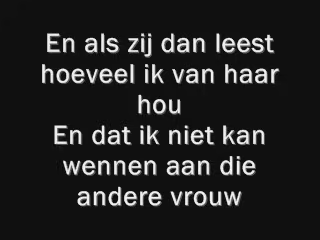 En als zij dan leest
hoeveel ik van haar
hou
En dat ik niet kan
wennen aan die
andere vrouw